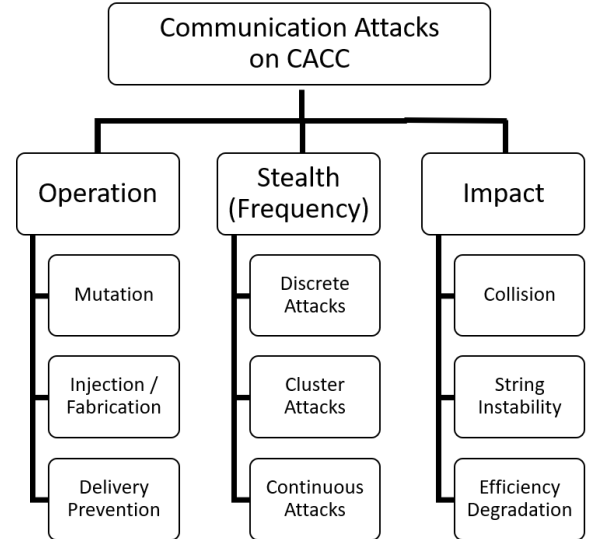 Communication Attacks
on CACC
Operation
Mutation
Injection /
Fabrication
Delivery
Prevention
Stealth
(Frequency)
Discrete
Attacks
Cluster
Attacks
Continuous
Attacks
Impact
Collision
String
Instability
Efficiency
Degradation